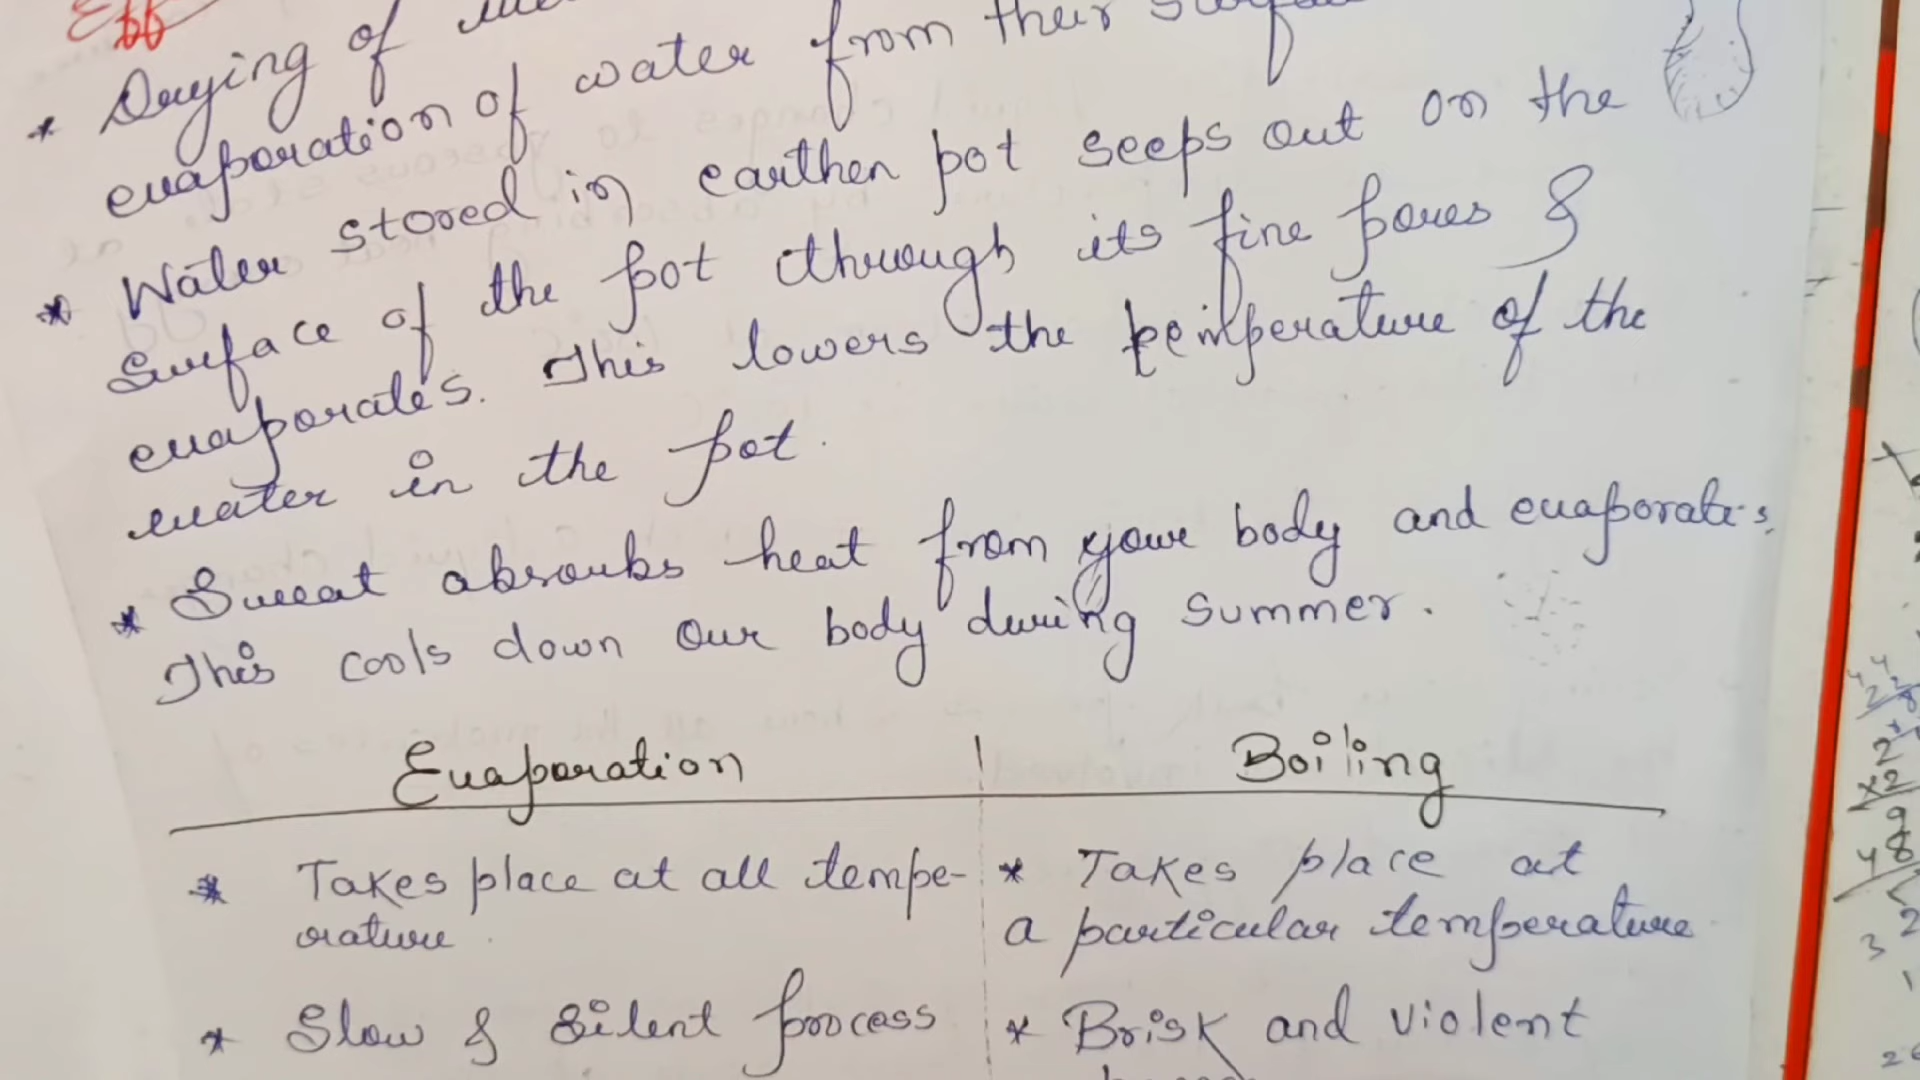 Eff
* Drying of
evaporation of water from their
* Water stored in earthen pot seeps out on the
surface of the pot through its fine pores &
evaporates. This lowers the temperature of the
water in the pot.
* Sweat absorbs heat from your body and evaporates.
This cools down our body during summer.
Evaporation | Boiling
* Takes place at all tempe- * Takes place at
rature. a particular temperature
* Slow & silent process * Brisk and violent